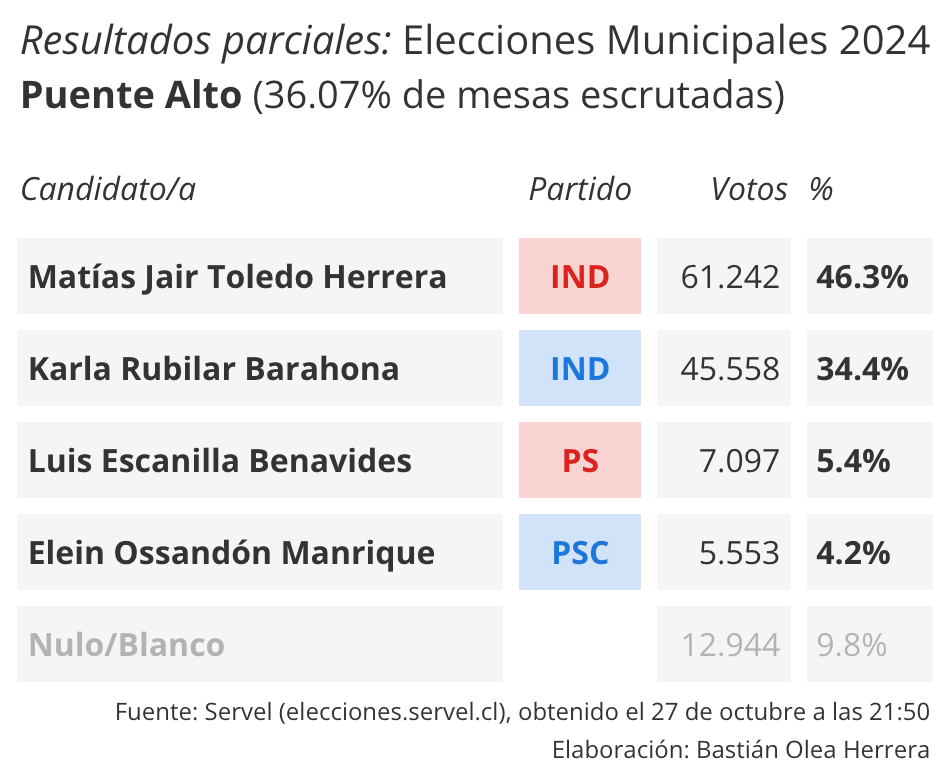 Resultados parciales: Elecciones Municipales 2024
Puente Alto (36.07% de mesas escrutadas)
Candidato/a Partido Votos %
Matías Jair Toledo Herrera IND 61.242 46.3%
Karla Rubilar Barahona IND 45.558 34.4%
Luis Escanilla Benavides PS 7.097 5.4%
Elein Ossandón Manrique PSC 5.553 4.2%
Nulo/Blanco 12.944 9.8%
Fuente: Servel (elecciones.servel.cl), obtenido el 27 de octubre a las 21:50
Elaboración: Bastián Olea Herrera